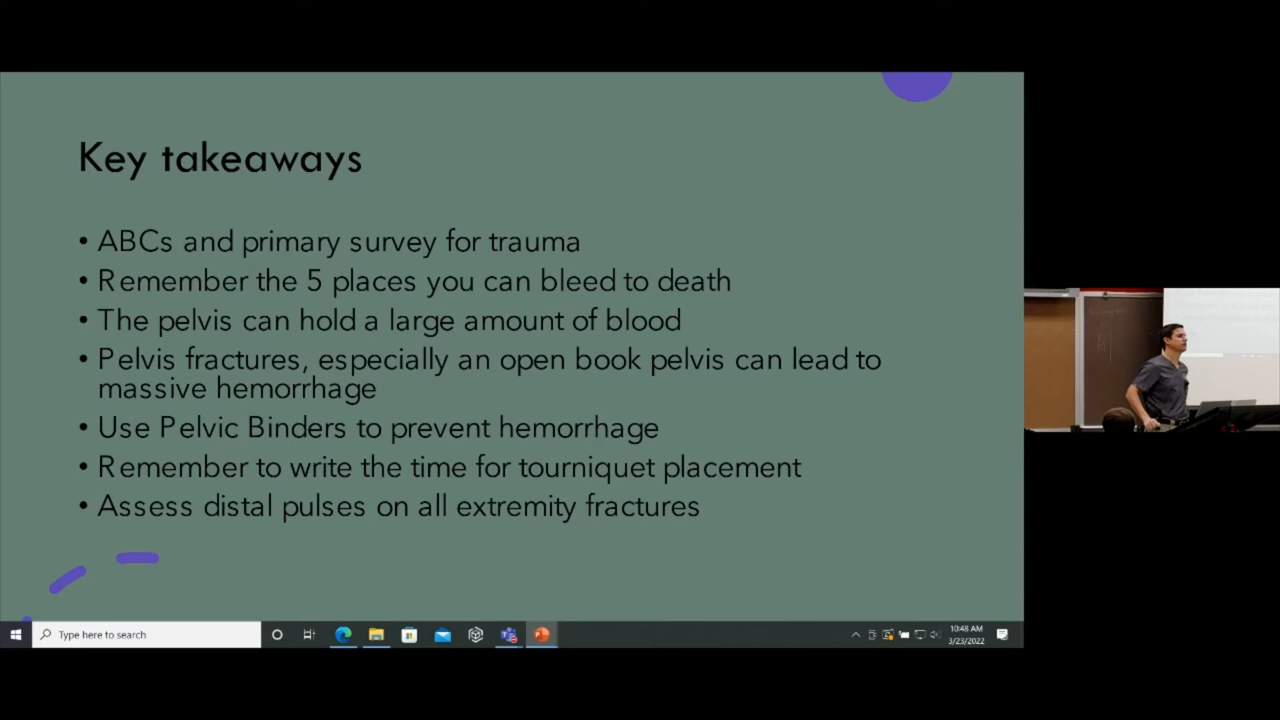 Key takeaways
• ABCs and primary survey for trauma
• Remember the 5 places you can bleed to death
• The pelvis can hold a large amount of blood
• Pelvis fractures, especially an open book pelvis can lead to
massive hemorrhage
• Use Pelvic Binders to prevent hemorrhage
• Remember to write the time for tourniquet placement
• Assess distal pulses on all extremity fractures
Type here to search
10:48 AM
3/23/2022